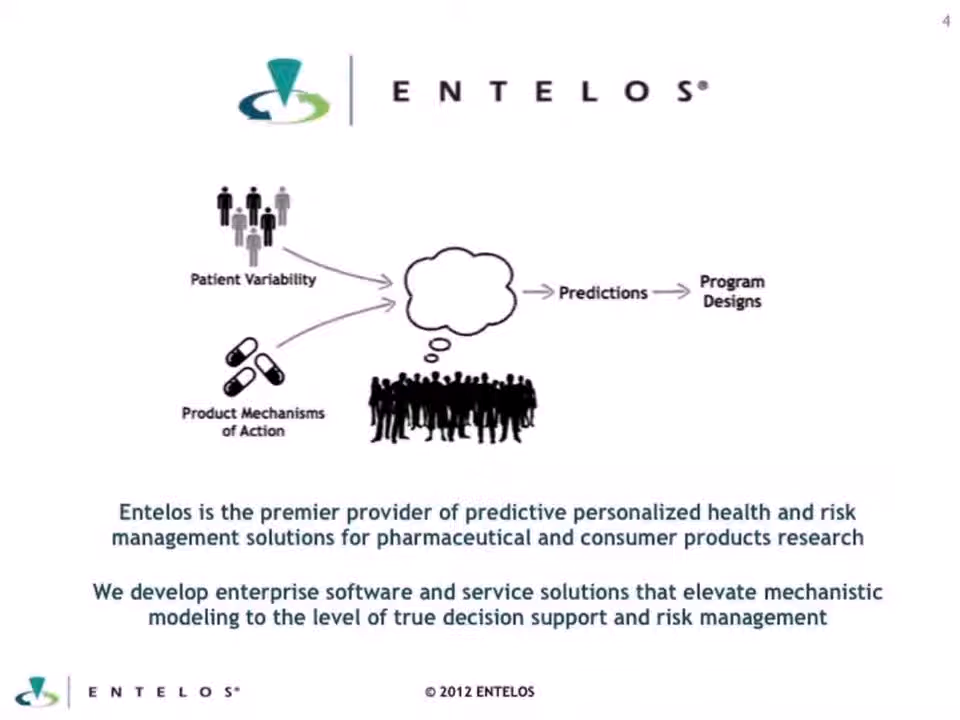 4
ENTELOS®
Patient Variability
Predictions
Program
Designs
Product Mechanisms
of Action
Entelos is the premier provider of predictive personalized health and risk
management solutions for pharmaceutical and consumer products research
We develop enterprise software and service solutions that elevate mechanistic
modeling to the level of true decision support and risk management
ENTELOS®
© 2012 ENTELOS